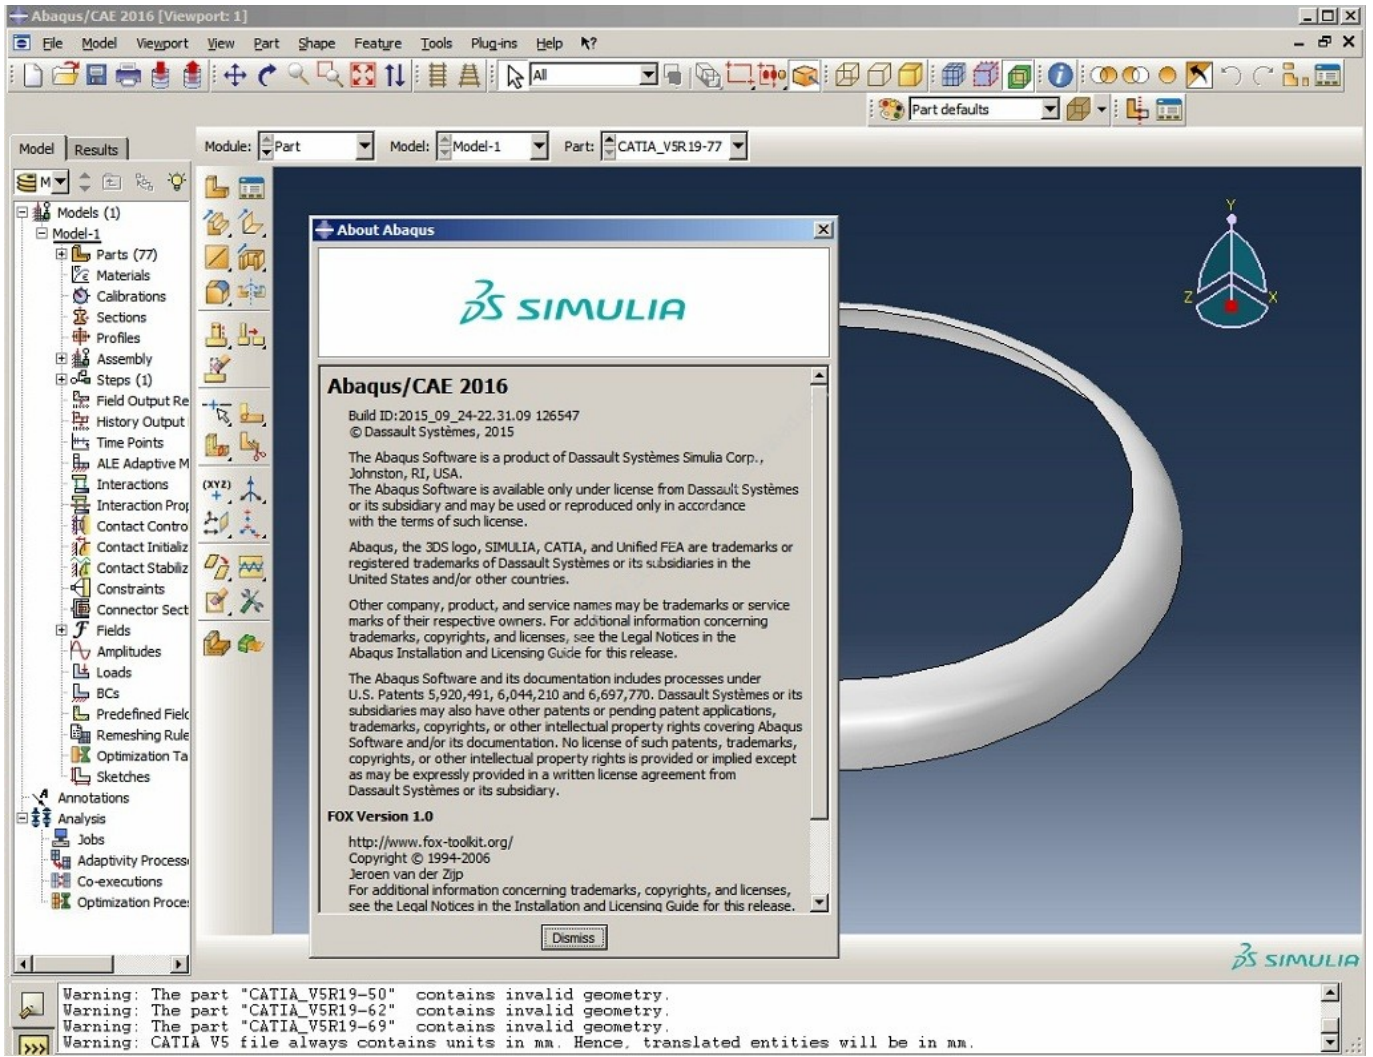 Abaqus/CAE 2016 [Viewport: 1]
File Model Viewport View Part Shape Feature Tools Plug-ins Help
All
Part defaults
Model Results
Module: Part Model: Model-1 Part: CATIA_V5R19-77
M
Models (1)
Model-1
Parts (77)
Materials
Calibrations
Sections
Profiles
Assembly
Steps (1)
Field Output Re
History Output
Time Points
ALE Adaptive M
Interactions
Interaction Prop
Contact Contro
Contact Initializ
Contact Stabiliz
Constraints
Connector Sect
Fields
Amplitudes
Loads
BCs
Predefined Field
Remeshing Rule
Optimization Ta
Sketches
Annotations
Analysis
Jobs
Adaptivity Process
Co-executions
Optimization Proce
(XYZ)
About Abaqus
3DS SIMULIA
Abaqus/CAE 2016
Build ID:2015_09_24-22.31.09 126547
© Dassault Systèmes, 2015
The Abaqus Software is a product of Dassault Systèmes Simulia Corp.,
Johnston, RI, USA.
The Abaqus Software is available only under license from Dassault Systèmes
or its subsidiary and may be used or reproduced only in accordance
with the terms of such license.
Abaqus, the 3DS logo, SIMULIA, CATIA, and Unified FEA are trademarks or
registered trademarks of Dassault Systèmes or its subsidiaries in the
United States and/or other countries.
Other company, product, and service names may be trademarks or service
marks of their respective owners. For additional information concerning
trademarks, copyrights, and licenses, see the Legal Notices in the
Abaqus Installation and Licensing Guide for this release.
The Abaqus Software and its documentation includes processes under
U.S. Patents 5,920,491, 6,044,210 and 6,697,770. Dassault Systèmes or its
subsidiaries may also have other patents or pending patent applications,
trademarks, copyrights, or other intellectual property rights covering Abaqus
Software and/or its documentation. No license of such patents, trademarks,
copyrights, or other intellectual property rights is provided or implied except
as may be expressly provided in a written license agreement from
Dassault Systèmes or its subsidiary.
FOX Version 1.0
http://www.fox-toolkit.org/
Copyright © 1994-2006
Jeroen van der Zijp
For additional information concerning trademarks, copyrights, and licenses,
see the Legal Notices in the Installation and Licensing Guide for this release.
Dismiss
Y
Z X
3DS SIMULIA
Warning: The part "CATIA_V5R19-50" contains invalid geometry.
Warning: The part "CATIA_V5R19-62" contains invalid geometry.
Warning: The part "CATIA_V5R19-69" contains invalid geometry.
Warning: CATIA V5 file always contains units in mm. Hence, translated entities will be in mm.
>>>